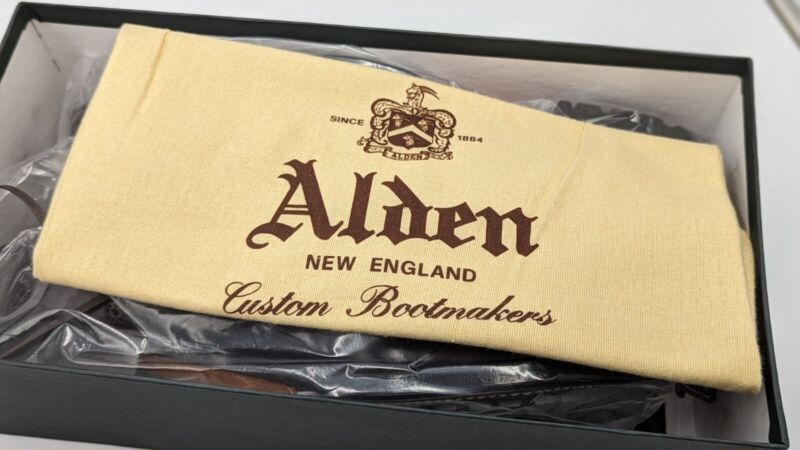 SINCE 1884
ALDEN
Alden
NEW ENGLAND
Custom Bootmakers